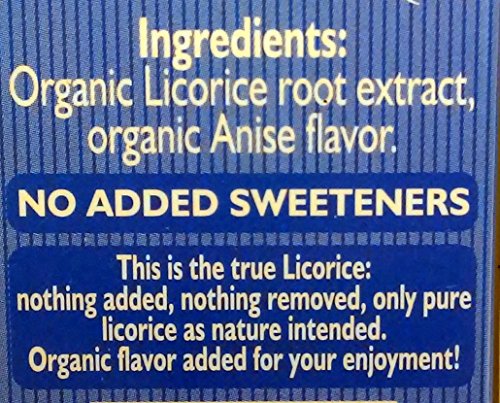 Ingredients:
Organic Licorice root extract,
organic Anise flavor.
NO ADDED SWEETENERS
This is the true Licorice:
nothing added, nothing removed, only pure
licorice as nature intended.
Organic flavor added for your enjoyment!